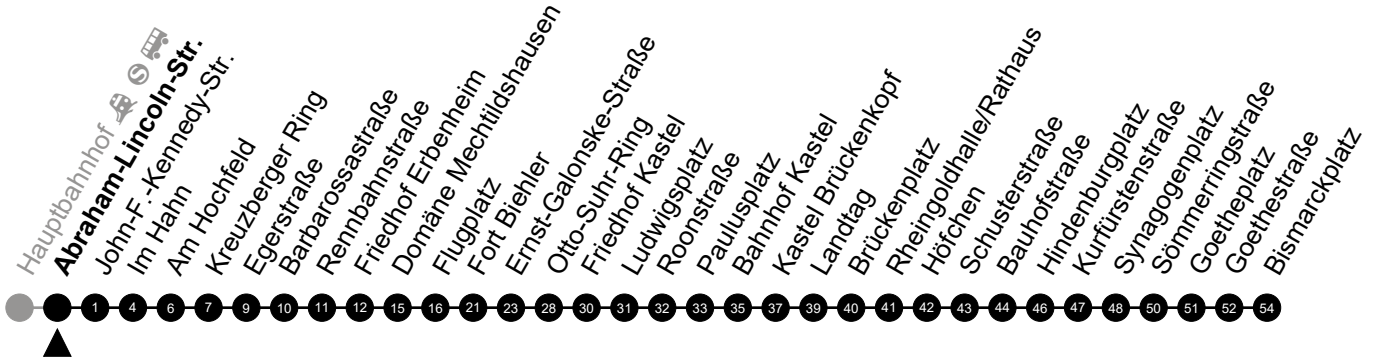 Hauptbahnhof S
Abraham-Lincoln-Str.
John-F.-Kennedy-Str.
Im Hahn
Am Hochfeld
Kreuzberger Ring
Egerstraße
Barbarossastraße
Rennbahnstraße
Friedhof Erbenheim
Domäne Mechtildshausen
Flugplatz
Fort Biehler
Ernst-Galonske-Straße
Otto-Suhr-Ring
Friedhof Kastel
Ludwigsplatz
Roonstraße
Paulusplatz
Bahnhof Kastel
Kastel Brückenkopf
Landtag
Brückenplatz
Rheingoldhalle/Rathaus
Höfchen
Schusterstraße
Bauhofstraße
Hindenburgplatz
Kurfürstenstraße
Synagogenplatz
Sömmerringstraße
Goetheplatz
Goethestraße
Bismarckplatz
1 4 6 7 9 10 11 12 15 16 21 23 28 30 31 32 33 35 37 39 40 41 42 43 44 46 47 48 50 51 52 54